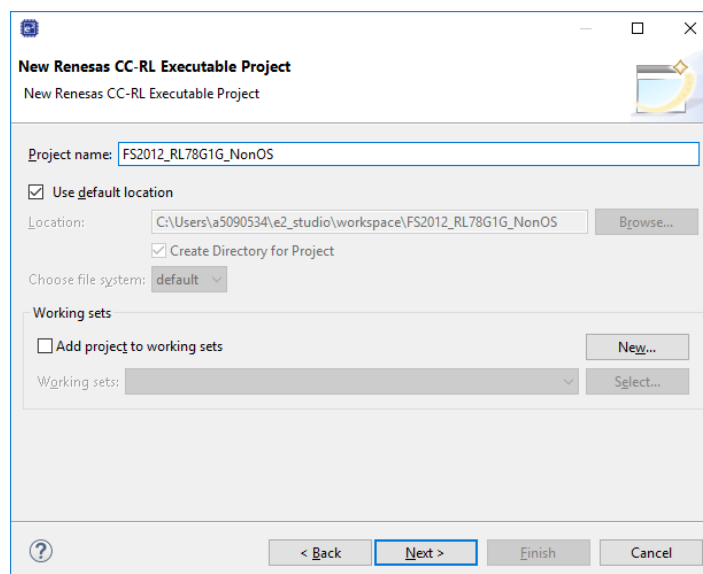 New Renesas CC-RL Executable Project
New Renesas CC-RL Executable Project
Project name: FS2012_RL78G1G_NonOS
Use default location
Location: C:\Users\a5090534\e2_studio\workspace\FS2012_RL78G1G_NonOS Browse...
Create Directory for Project
Choose file system: default
Working sets
Add project to working sets New...
Working sets: Select...
? < Back Next > Finish Cancel